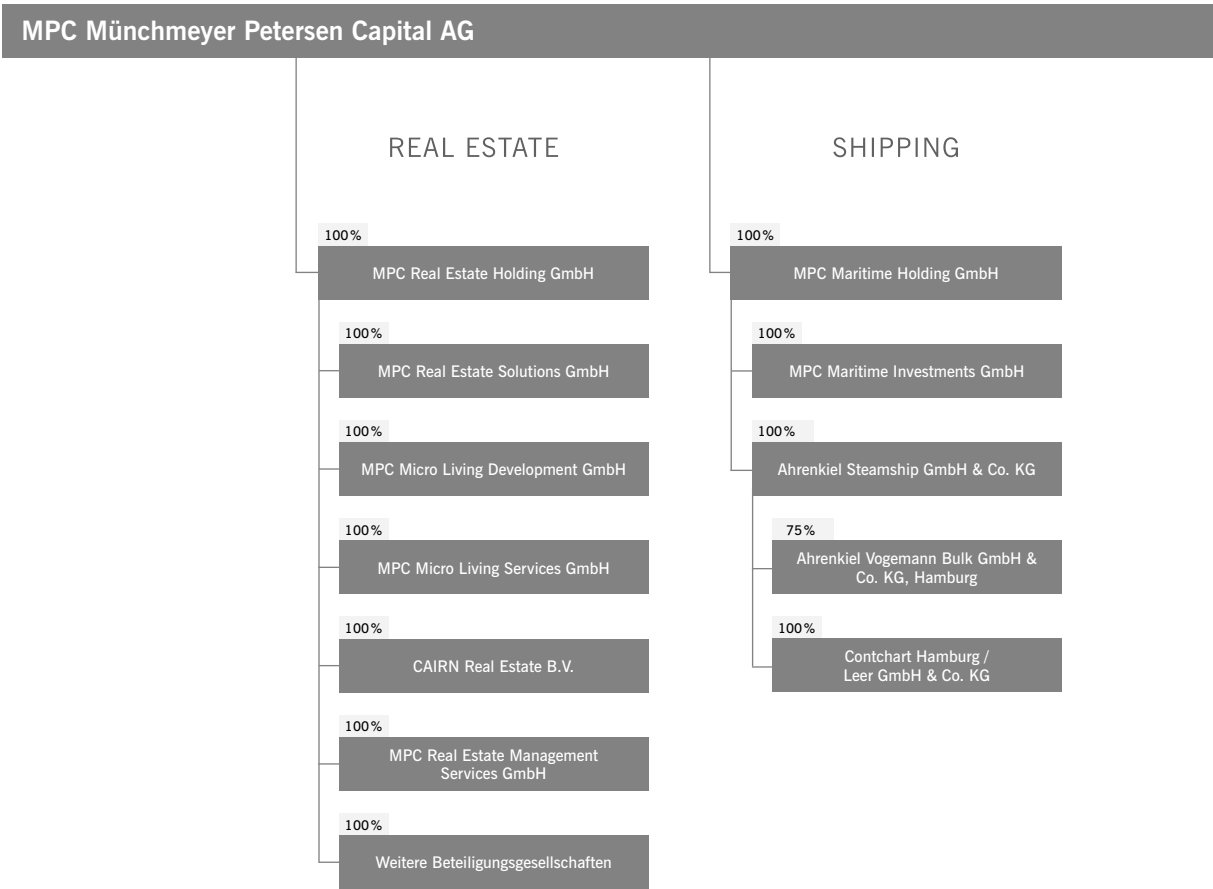 MPC Münchmeyer Petersen Capital AG
REAL ESTATE
100%
MPC Real Estate Holding GmbH
100%
MPC Real Estate Solutions GmbH
100%
MPC Micro Living Development GmbH
100%
MPC Micro Living Services GmbH
100%
CAIRN Real Estate B.V.
100%
MPC Real Estate Management
Services GmbH
100%
Weitere Beteiligungsgesellschaften
SHIPPING
100%
MPC Maritime Holding GmbH
100%
MPC Maritime Investments GmbH
100%
Ahrenkiel Steamship GmbH & Co. KG
75%
Ahrenkiel Vogemann Bulk GmbH &
Co. KG, Hamburg
100%
Contchart Hamburg /
Leer GmbH & Co. KG